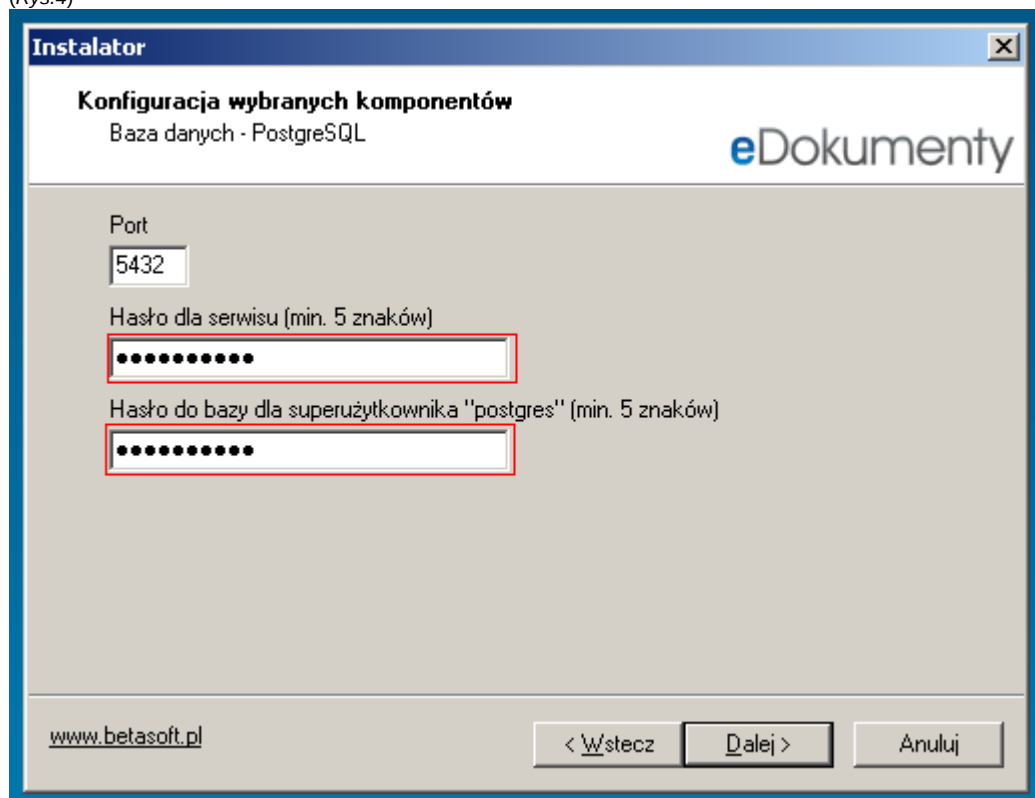 (Rys.4)
Instalator
Konfiguracja wybranych komponentów
Baza danych - PostgreSQL
eDokumenty
Port
5432
Hasło dla serwisu (min. 5 znaków)
●●●●●●●●●●
Hasło do bazy dla superużytkownika "postgres" (min. 5 znaków)
●●●●●●●●●●
www.betasoft.pl
< Wstecz
Dalej >
Anuluj